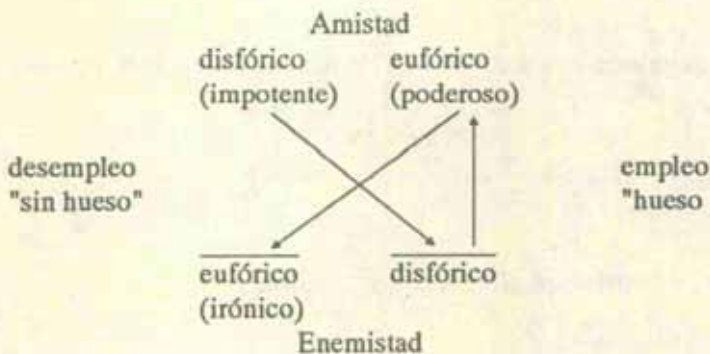 Amistad
disfórico eufórico
(impotente) (poderoso)
desempleo empleo
"sin hueso" "hueso
eufórico disfórico
(irónico)
Enemistad